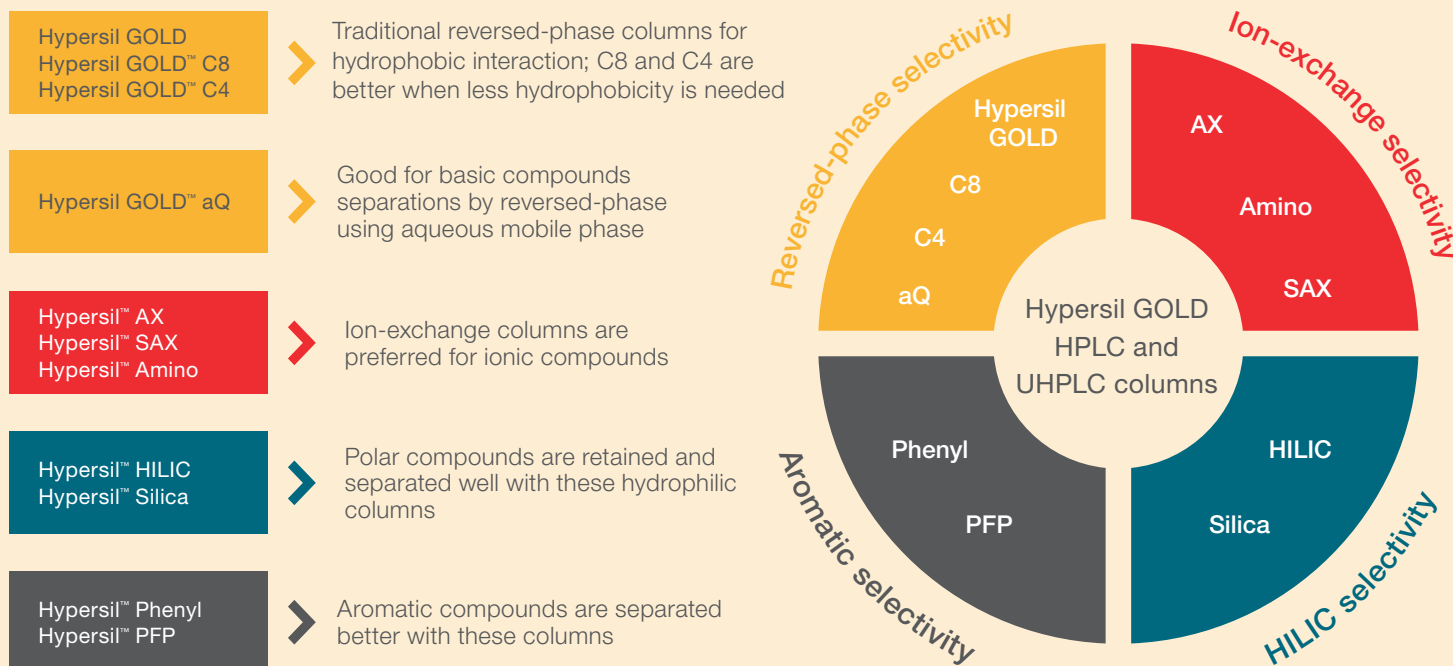 Hypersil GOLD
Hypersil GOLD™ C8
Hypersil GOLD™ C4
Traditional reversed-phase columns for
hydrophobic interaction; C8 and C4 are
better when less hydrophobicity is needed
Hypersil GOLD™ aQ
Good for basic compounds
separations by reversed-phase
using aqueous mobile phase
Hypersil™ AX
Hypersil™ SAX
Hypersil™ Amino
Ion-exchange columns are
preferred for ionic compounds
Hypersil™ HILIC
Hypersil™ Silica
Polar compounds are retained and
separated well with these hydrophilic
columns
Hypersil™ Phenyl
Hypersil™ PFP
Aromatic compounds are separated
better with these columns
Reversed-phase selectivity
Hypersil
GOLD
C8
C4
aQ
Ion-exchange selectivity
AX
Amino
SAX
Hypersil GOLD
HPLC and
UHPLC columns
Aromatic selectivity
Phenyl
PFP
HILIC selectivity
HILIC
Silica